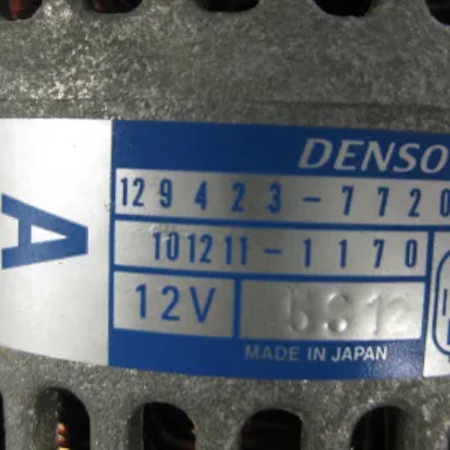 DENSO
A
129423-7720
101211-1170
12V
MADE IN JAPAN